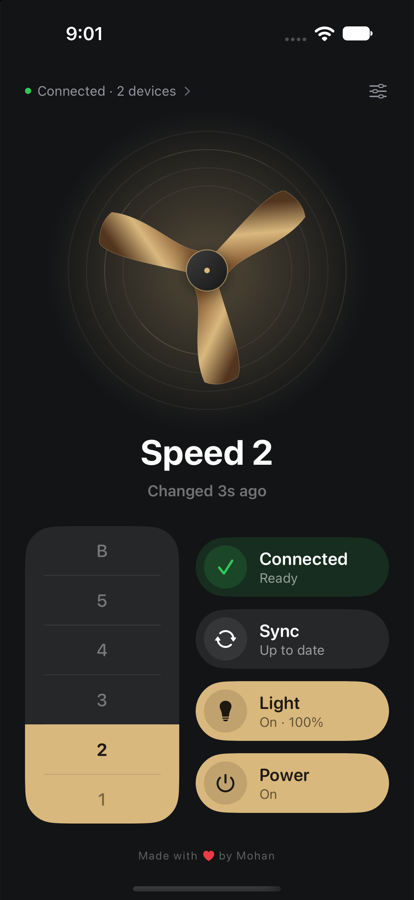 9:01
Connected · 2 devices
Speed 2
Changed 3s ago
B
5
4
3
2
1
Connected
Ready
Sync
Up to date
Light
On · 100%
Power
On
Made with ❤️ by Mohan